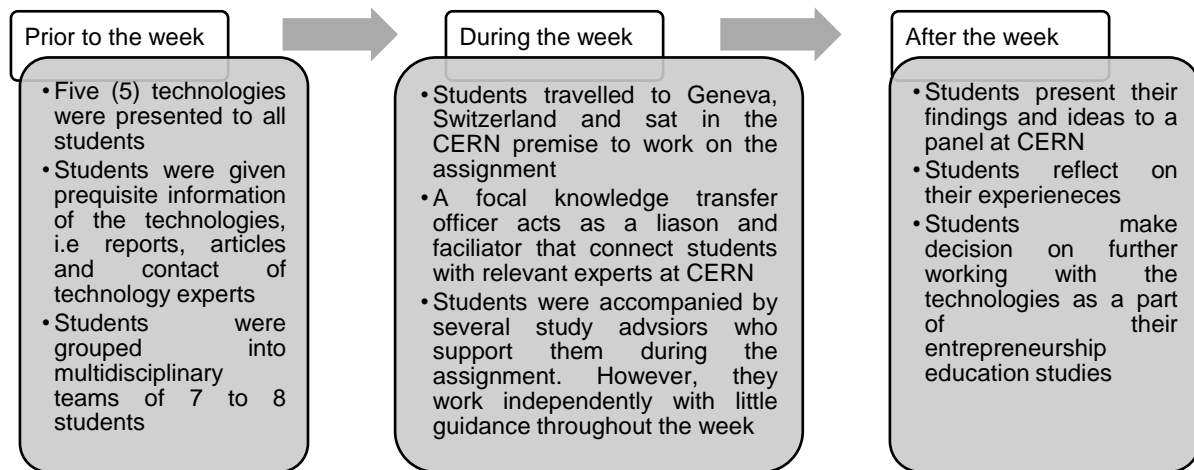 Prior to the week
• Five (5) technologies
were presented to all
students
• Students were given
prequisite information
of the technologies,
i.e reports, articles
and contact of
technology experts
• Students were
grouped into
multidisciplinary
teams of 7 to 8
students
During the week
• Students travelled to Geneva,
Switzerland and sat in the
CERN premise to work on the
assignment
• A focal knowledge transfer
officer acts as a liason and
faciliator that connect students
with relevant experts at CERN
• Students were accompanied by
several study advsiors who
support them during the
assignment. However, they
work independently with little
guidance throughout the week
After the week
• Students present their
findings and ideas to a
panel at CERN
• Students reflect on
their experieneces
• Students make
decision on further
working with the
technologies as a part
of their
entrepreneurship
education studies